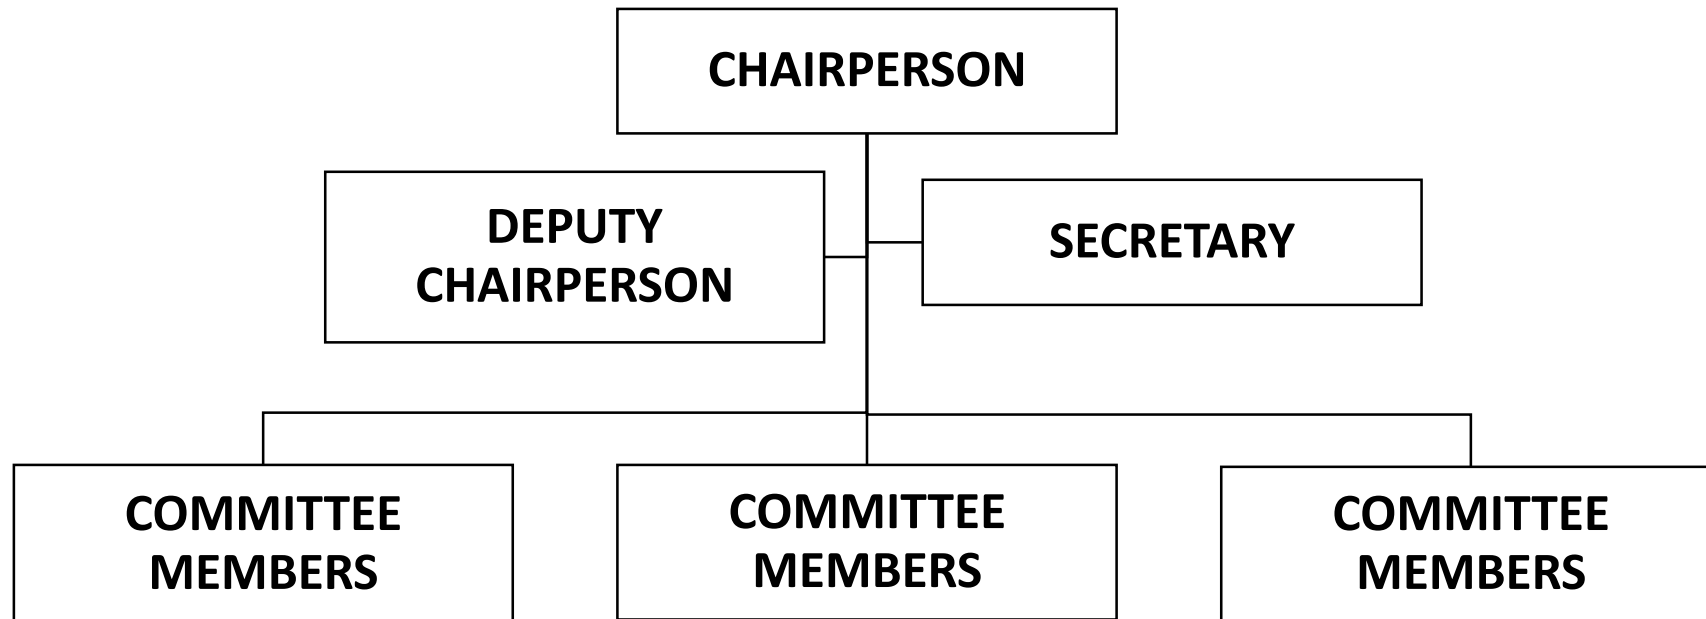 CHAIRPERSON
DEPUTY
CHAIRPERSON
SECRETARY
COMMITTEE
MEMBERS
COMMITTEE
MEMBERS
COMMITTEE
MEMBERS